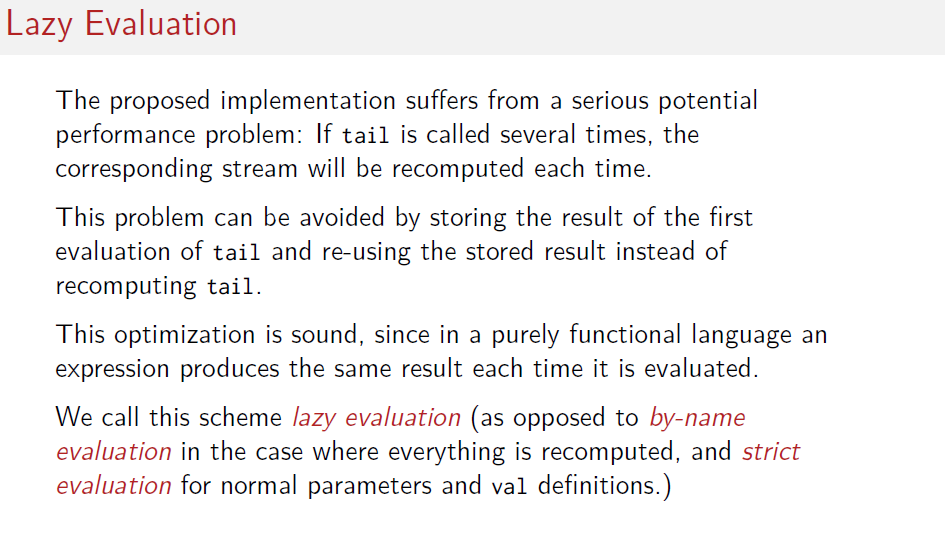 Lazy Evaluation
The proposed implementation suffers from a serious potential
performance problem: If tail is called several times, the
corresponding stream will be recomputed each time.
This problem can be avoided by storing the result of the first
evaluation of tail and re-using the stored result instead of
recomputing tail.
This optimization is sound, since in a purely functional language an
expression produces the same result each time it is evaluated.
We call this scheme lazy evaluation (as opposed to by-name
evaluation in the case where everything is recomputed, and strict
evaluation for normal parameters and val definitions.)